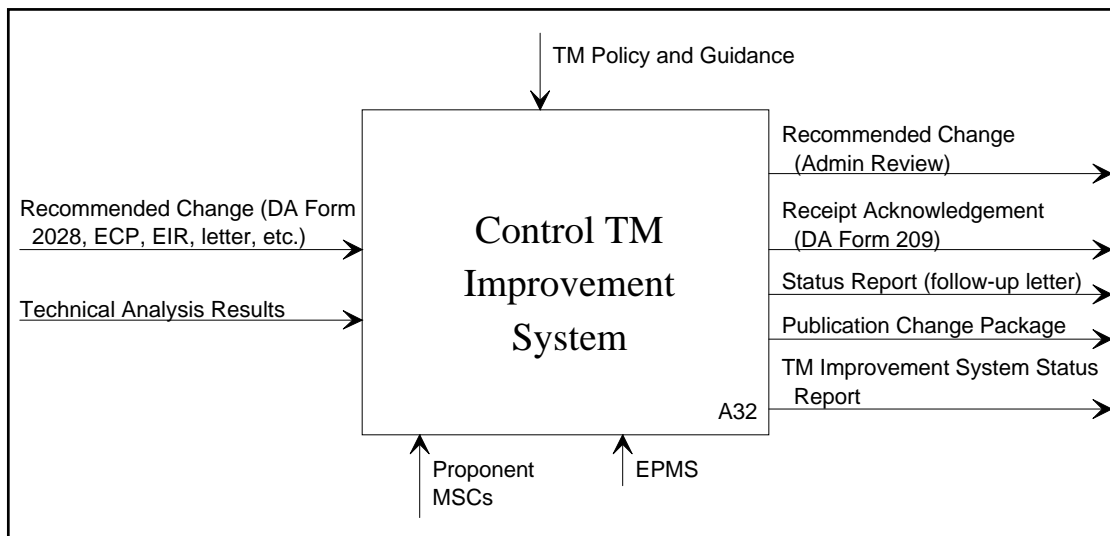 TM Policy and Guidance
Recommended Change (DA Form
2028, ECP, EIR, letter, etc.)
Technical Analysis Results
Control TM
Improvement
System
A32
Recommended Change
(Admin Review)
Receipt Acknowledgement
(DA Form 209)
Status Report (follow-up letter)
Publication Change Package
TM Improvement System Status
Report
Proponent
MSCs
EPMS